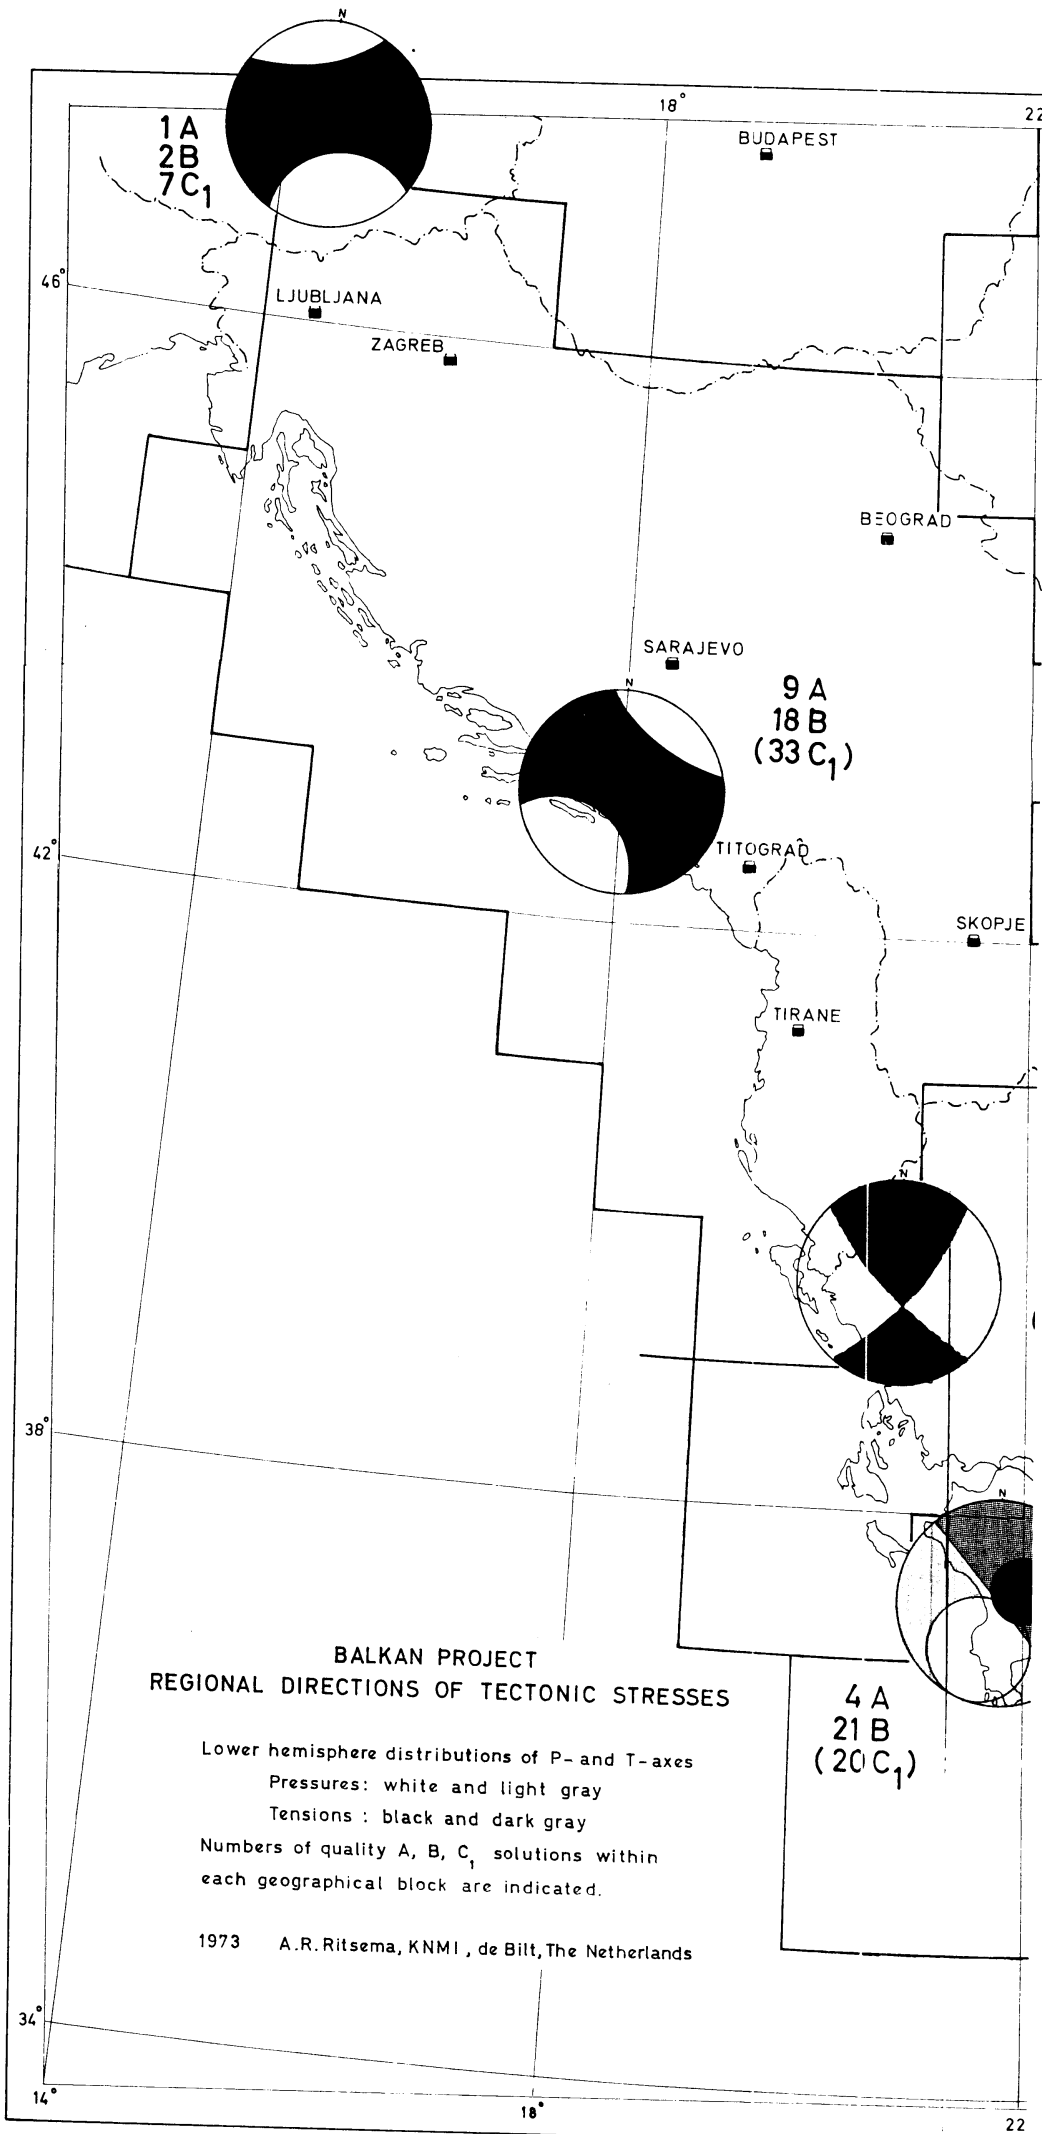 N
18°
22
1 A
2B
7C1
BUDAPEST
46°
LJUBLJANA
ZAGREB
BEOGRAD
SARAJEVO
N
9 A
18 B
(33 C1)
42°
TITOGRAD
SKOPJE
TIRANE
N
38°
N
BALKAN PROJECT
REGIONAL DIRECTIONS OF TECTONIC STRESSES
4 A
21 B
(20 C1)
Lower hemisphere distributions of P- and T-axes
Pressures: white and light gray
Tensions : black and dark gray
Numbers of quality A, B, C1 solutions within
each geographical block are indicated.
1973 A.R.Ritsema, KNMI, de Bilt, The Netherlands
34°
14°
18°
22